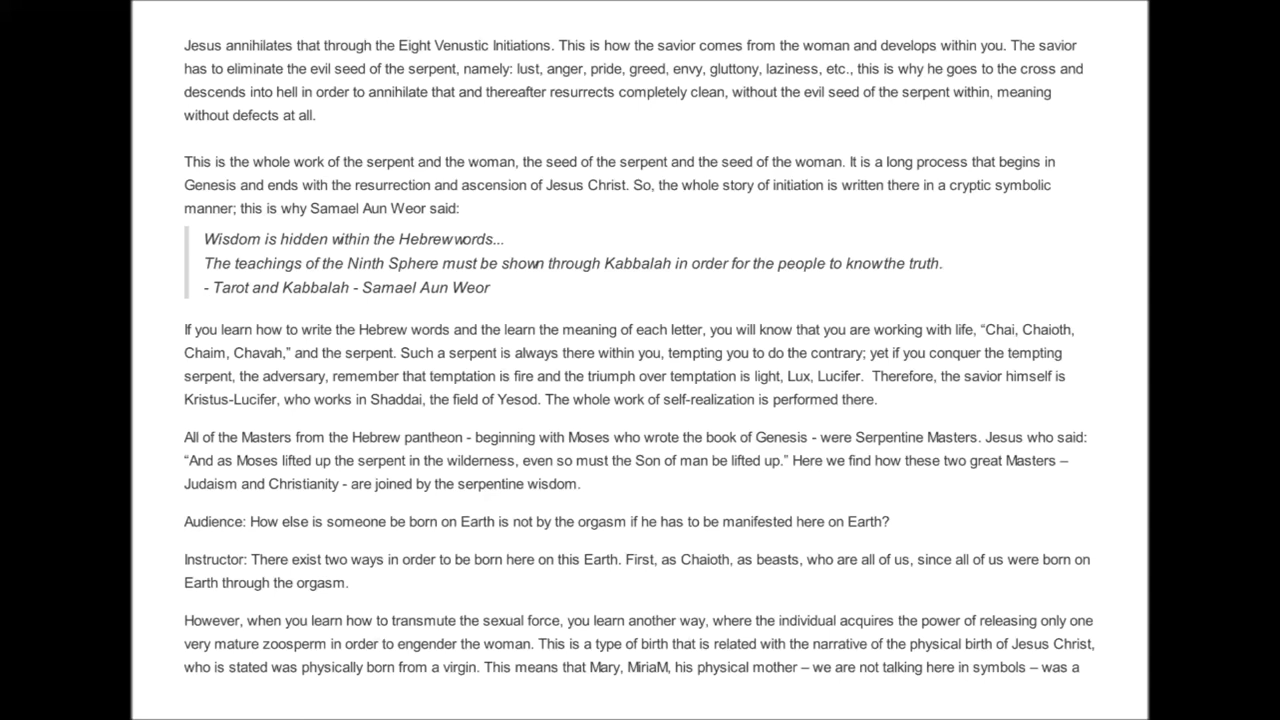 Jesus annihilates that through the Eight Venustic Initiations. This is how the savior comes from the woman and develops within you. The savior
has to eliminate the evil seed of the serpent, namely: lust, anger, pride, greed, envy, gluttony, laziness, etc., this is why he goes to the cross and
descends into hell in order to annihilate that and thereafter resurrects completely clean, without the evil seed of the serpent within, meaning
without defects at all.
This is the whole work of the serpent and the woman, the seed of the serpent and the seed of the woman. It is a long process that begins in
Genesis and ends with the resurrection and ascension of Jesus Christ. So, the whole story of initiation is written there in a cryptic symbolic
manner; this is why Samael Aun Weor said:
Wisdom is hidden within the Hebrew words...
The teachings of the Ninth Sphere must be shown through Kabbalah in order for the people to know the truth.
- Tarot and Kabbalah - Samael Aun Weor
If you learn how to write the Hebrew words and the learn the meaning of each letter, you will know that you are working with life, “Chai, Chaioth,
Chaim, Chavah,” and the serpent. Such a serpent is always there within you, tempting you to do the contrary; yet if you conquer the tempting
serpent, the adversary, remember that temptation is fire and the triumph over temptation is light, Lux, Lucifer.  Therefore, the savior himself is
Kristus-Lucifer, who works in Shaddai, the field of Yesod. The whole work of self-realization is performed there.
All of the Masters from the Hebrew pantheon - beginning with Moses who wrote the book of Genesis - were Serpentine Masters. Jesus who said:
“And as Moses lifted up the serpent in the wilderness, even so must the Son of man be lifted up.” Here we find how these two great Masters –
Judaism and Christianity - are joined by the serpentine wisdom.
Audience: How else is someone be born on Earth is not by the orgasm if he has to be manifested here on Earth?
Instructor: There exist two ways in order to be born here on this Earth. First, as Chaioth, as beasts, who are all of us, since all of us were born on
Earth through the orgasm.
However, when you learn how to transmute the sexual force, you learn another way, where the individual acquires the power of releasing only one
very mature zoosperm in order to engender the woman. This is a type of birth that is related with the narrative of the physical birth of Jesus Christ,
who is stated was physically born from a virgin. This means that Mary, MiriaM, his physical mother – we are not talking here in symbols – was a